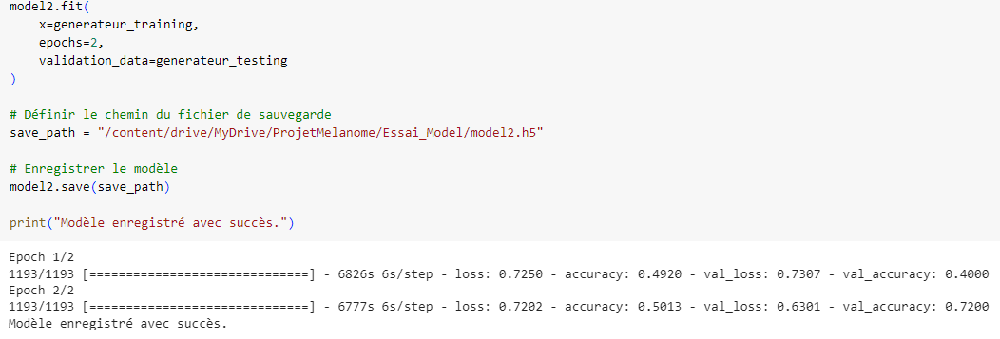 model2.fit(
    x=generateur_training,
    epochs=2,
    validation_data=generateur_testing
)
# Définir le chemin du fichier de sauvegarde
save_path = "/content/drive/MyDrive/ProjetMelanome/Essai_Model/model2.h5"
# Enregistrer le modèle
model2.save(save_path)
print("Modèle enregistré avec succès.")
Epoch 1/2
1193/1193 [==============================] - 6826s 6s/step - loss: 0.7250 - accuracy: 0.4920 - val_loss: 0.7307 - val_accuracy: 0.4000
Epoch 2/2
1193/1193 [==============================] - 6777s 6s/step - loss: 0.7202 - accuracy: 0.5013 - val_loss: 0.6301 - val_accuracy: 0.7200
Modèle enregistré avec succès.